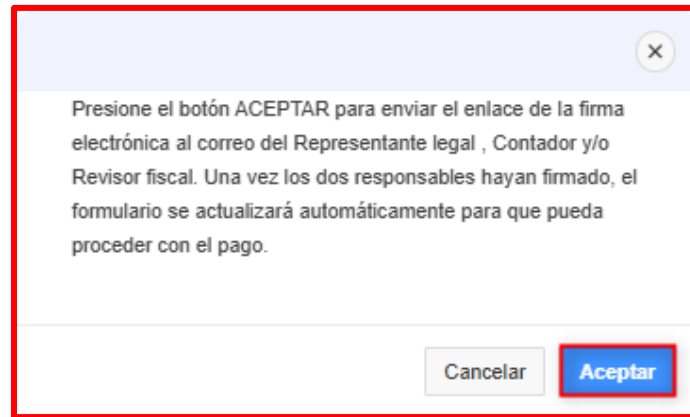 Presione el botón ACEPTAR para enviar el enlace de la firma
electrónica al correo del Representante legal , Contador y/o
Revisor fiscal. Una vez los dos responsables hayan firmado, el
formulario se actualizará automáticamente para que pueda
proceder con el pago.
Cancelar Aceptar